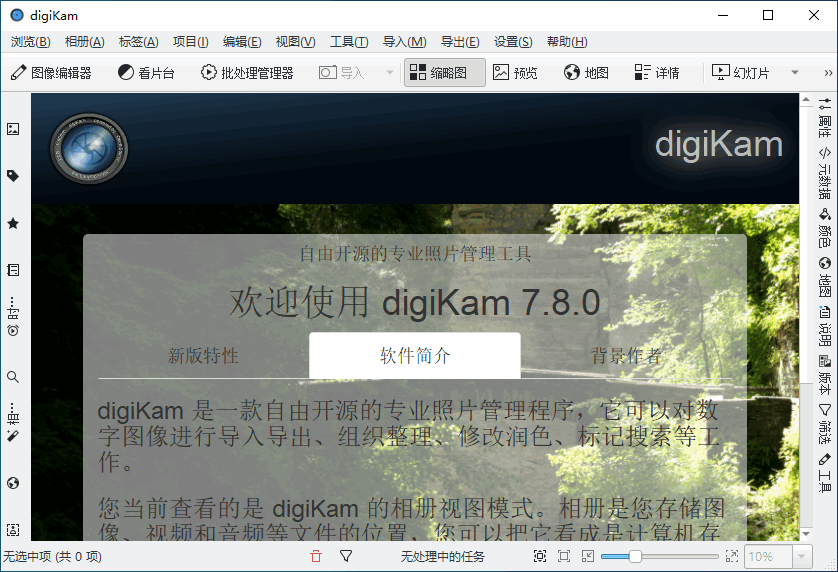 digiKam
浏览(B) 相册(A) 标签(A) 项目(I) 编辑(E) 视图(V) 工具(T) 导入(M) 导出(E) 设置(S) 帮助(H)
图像编辑器 看片台 批处理管理器 导入 缩略图 预览 地图 详情 幻灯片 »
digiKam
自由开源的专业照片管理工具
欢迎使用 digiKam 7.8.0
新版特性 软件简介 背景作者
digiKam 是一款自由开源的专业照片管理程序，它可以对数
字图像进行导入导出、组织整理、修改润色、标记搜索等工
作。
您当前查看的是 digiKam 的相册视图模式。相册是您存储图
像、视频和音频等文件的位置，您可以把它看成是计算机存
属性
元数据
颜色
地图
说明
版本
筛选
工具
无选中项 (共 0 项) 无处理中的任务 10%